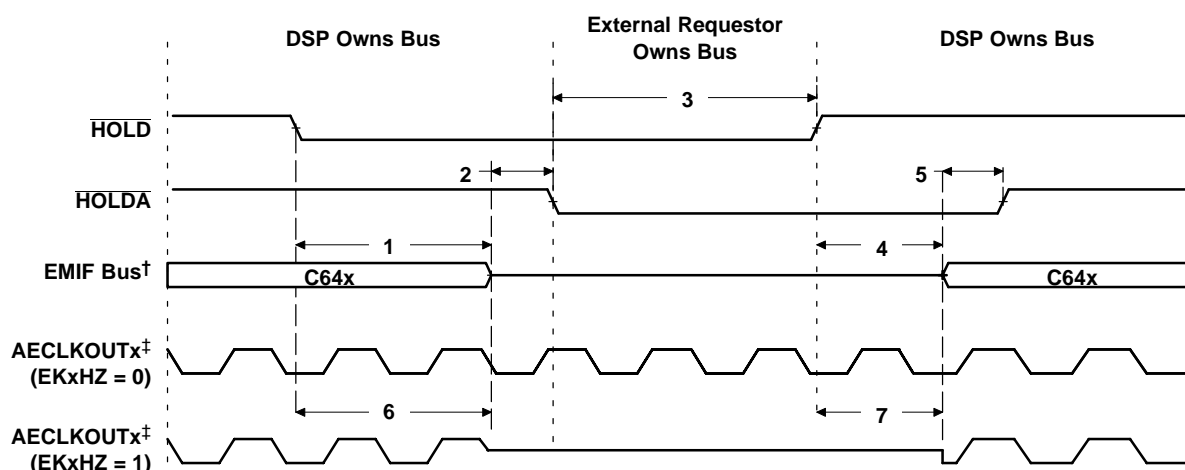 DSP Owns Bus
External Requestor
Owns Bus
DSP Owns Bus
3
HOLD
2
5
HOLDA
1
4
EMIF Bus†
C64x
C64x
AECLKOUTx‡
(EKxHZ = 0)
6
7
AECLKOUTx‡
(EKxHZ = 1)